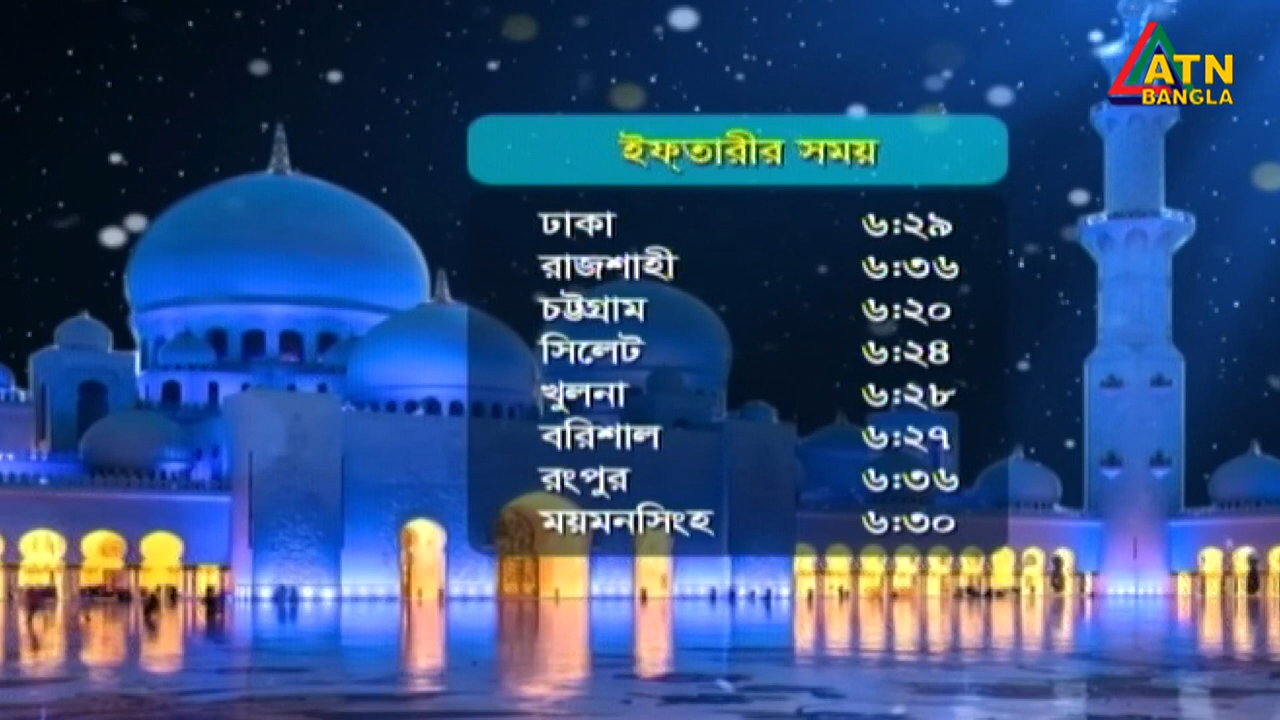 ATN
BANGLA
ইফ্তারীর সময়
ঢাকা ৬:২৯
রাজশাহী ৬:৩৬
চট্টগ্রাম ৬:২০
সিলেট ৬:২৪
খুলনা ৬:২৮
বরিশাল ৬:২৭
রংপুর ৬:৩৬
ময়মনসিংহ ৬:৩০